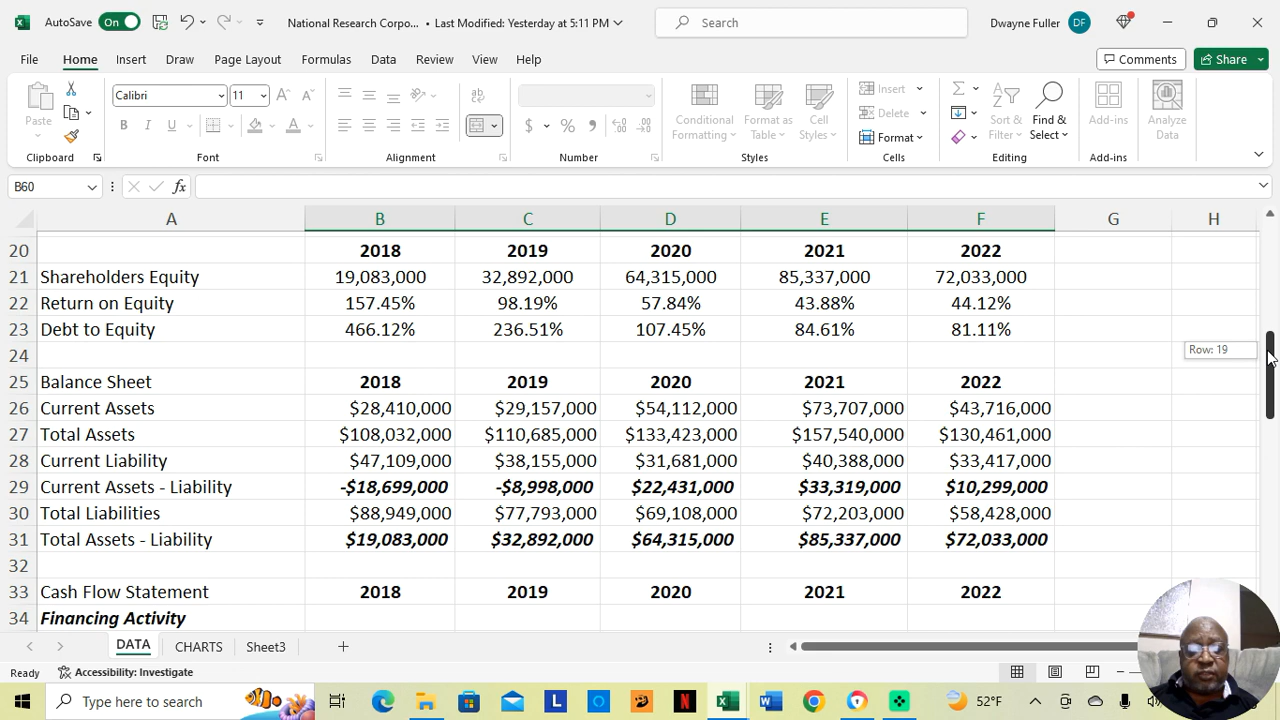 AutoSave On National Research Corpo... • Last Modified: Yesterday at 5:11 PM Search Dwayne Fuller DF
File Home Insert Draw Page Layout Formulas Data Review View Help Comments Share
Calibri 11
Paste B I U $ % , Conditional Formatting Format as Table Cell Styles Insert Delete Format Sort & Filter Find & Select Add-ins Analyze Data
Clipboard Font Alignment Number Styles Cells Editing Add-ins
B60 fx
A B C D E F G H
20 2018 2019 2020 2021 2022
21 Shareholders Equity 19,083,000 32,892,000 64,315,000 85,337,000 72,033,000
22 Return on Equity 157.45% 98.19% 57.84% 43.88% 44.12%
23 Debt to Equity 466.12% 236.51% 107.45% 84.61% 81.11%
24 Row: 19
25 Balance Sheet 2018 2019 2020 2021 2022
26 Current Assets $28,410,000 $29,157,000 $54,112,000 $73,707,000 $43,716,000
27 Total Assets $108,032,000 $110,685,000 $133,423,000 $157,540,000 $130,461,000
28 Current Liability $47,109,000 $38,155,000 $31,681,000 $40,388,000 $33,417,000
29 Current Assets - Liability -$18,699,000 -$8,998,000 $22,431,000 $33,319,000 $10,299,000
30 Total Liabilities $88,949,000 $77,793,000 $69,108,000 $72,203,000 $58,428,000
31 Total Assets - Liability $19,083,000 $32,892,000 $64,315,000 $85,337,000 $72,033,000
32
33 Cash Flow Statement 2018 2019 2020 2021 2022
34 Financing Activity
DATA CHARTS Sheet3
Ready Accessibility: Investigate
Type here to search 52°F